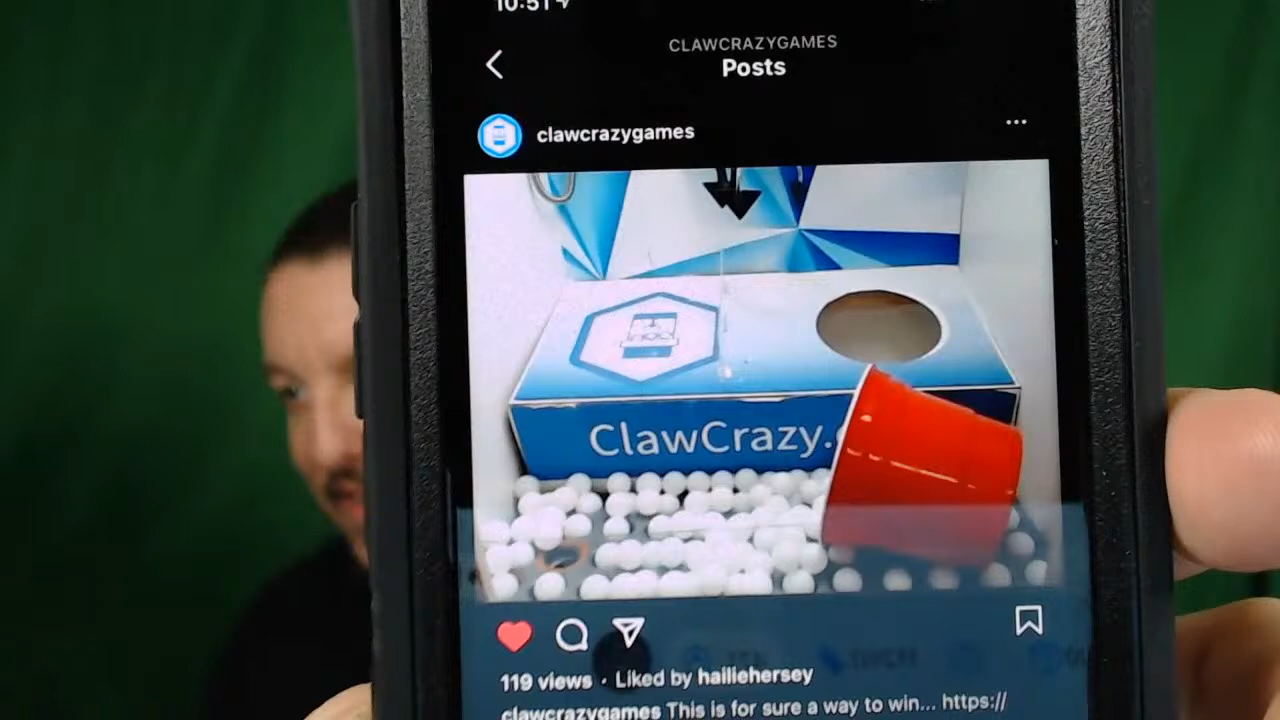 10:51
CLAWCRAZYGAMES
Posts
clawcrazygames
ClawCrazy.
119 views · Liked by hailiehersey
clawcrazygames This is for sure a way to win... https://